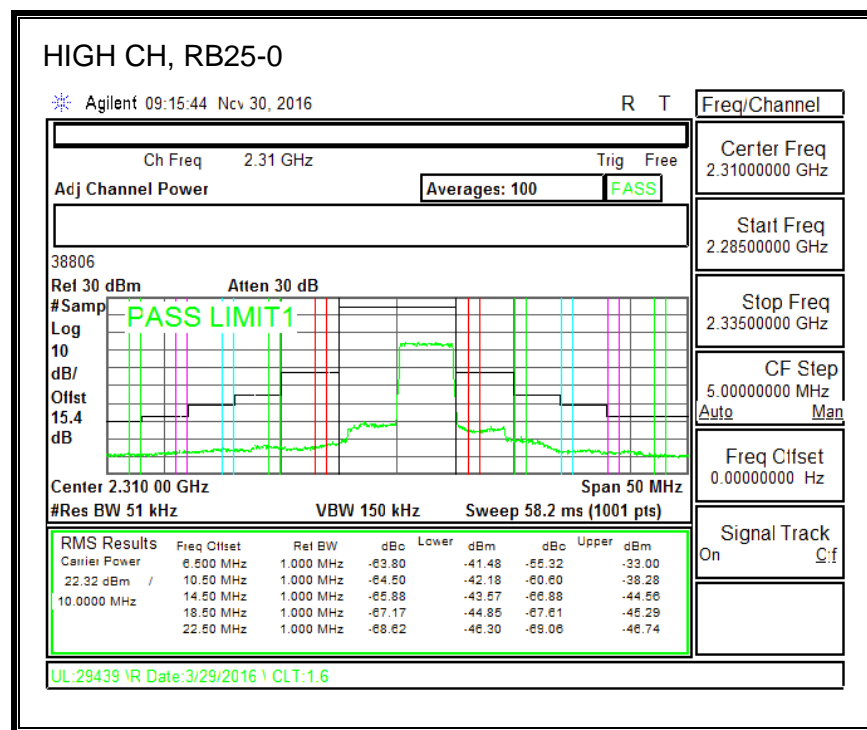 HIGH CH, RB25-0
Agilent 09:15:44 Nov 30, 2016 R T
Freq/Channel
Ch Freq 2.31 GHz Trig Free
Adj Channel Power Averages: 100 PASS
Center Freq
2.31000000 GHz
Start Freq
2.28500000 GHz
Stop Freq
2.33500000 GHz
CF Step
5.00000000 MHz
Auto Man
Freq Offset
0.00000000 Hz
Signal Track
On Off
38806
Ref 30 dBm Atten 30 dB
#Samp
Log
10
dB/
Offst
15.4
dB
PASS LIMIT1
Center 2.310 00 GHz Span 50 MHz
#Res BW 51 kHz VBW 150 kHz Sweep 58.2 ms (1001 pts)
RMS Results Freq Offset Ref BW dBc Lower dBm dBc Upper dBm
Carrier Power 6.500 MHz 1.000 MHz -63.80 -41.48 -55.32 -33.00
22.32 dBm / 10.50 MHz 1.000 MHz -64.50 -42.18 -60.60 -38.28
10.0000 MHz 14.50 MHz 1.000 MHz -65.88 -43.57 -66.88 -44.56
18.50 MHz 1.000 MHz -67.17 -44.85 -67.61 -45.29
22.50 MHz 1.000 MHz -68.62 -46.30 -69.06 -46.74
UL:29439 \R Date:3/29/2016 \ CLT:1.6